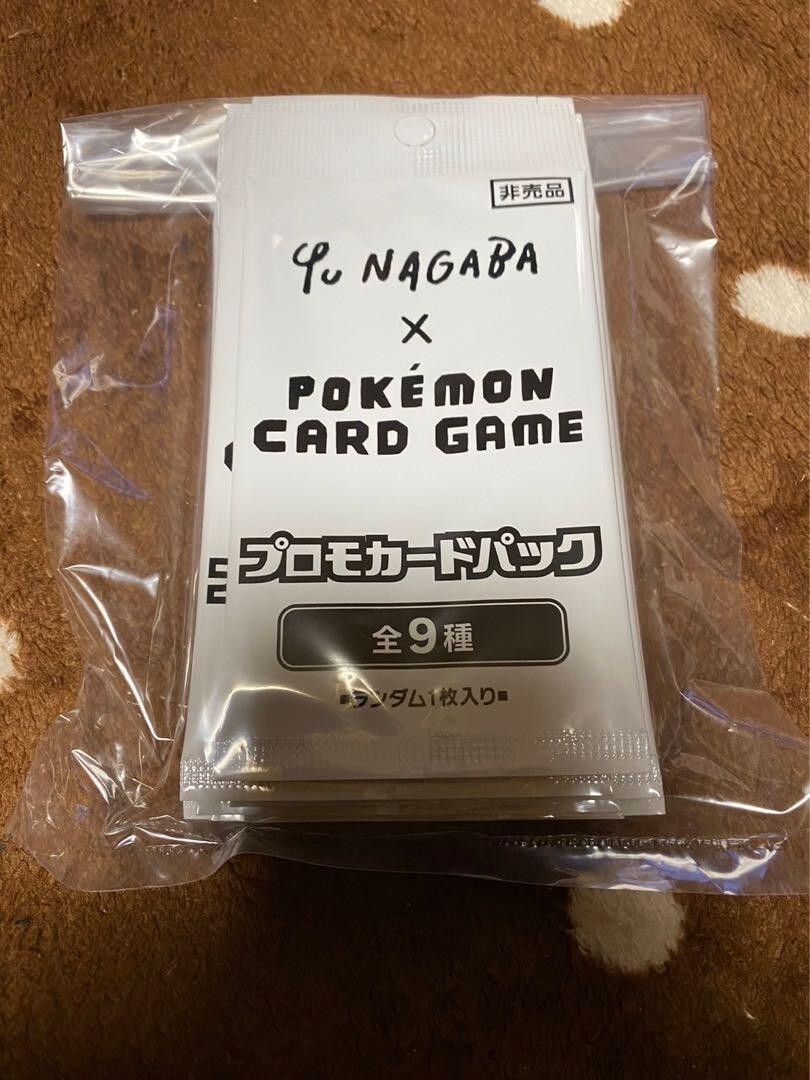 非売品
Yu NAGABA
×
POKÉMON
CARD GAME
プロモカードパック
全9種
■ランダム1枚入り■